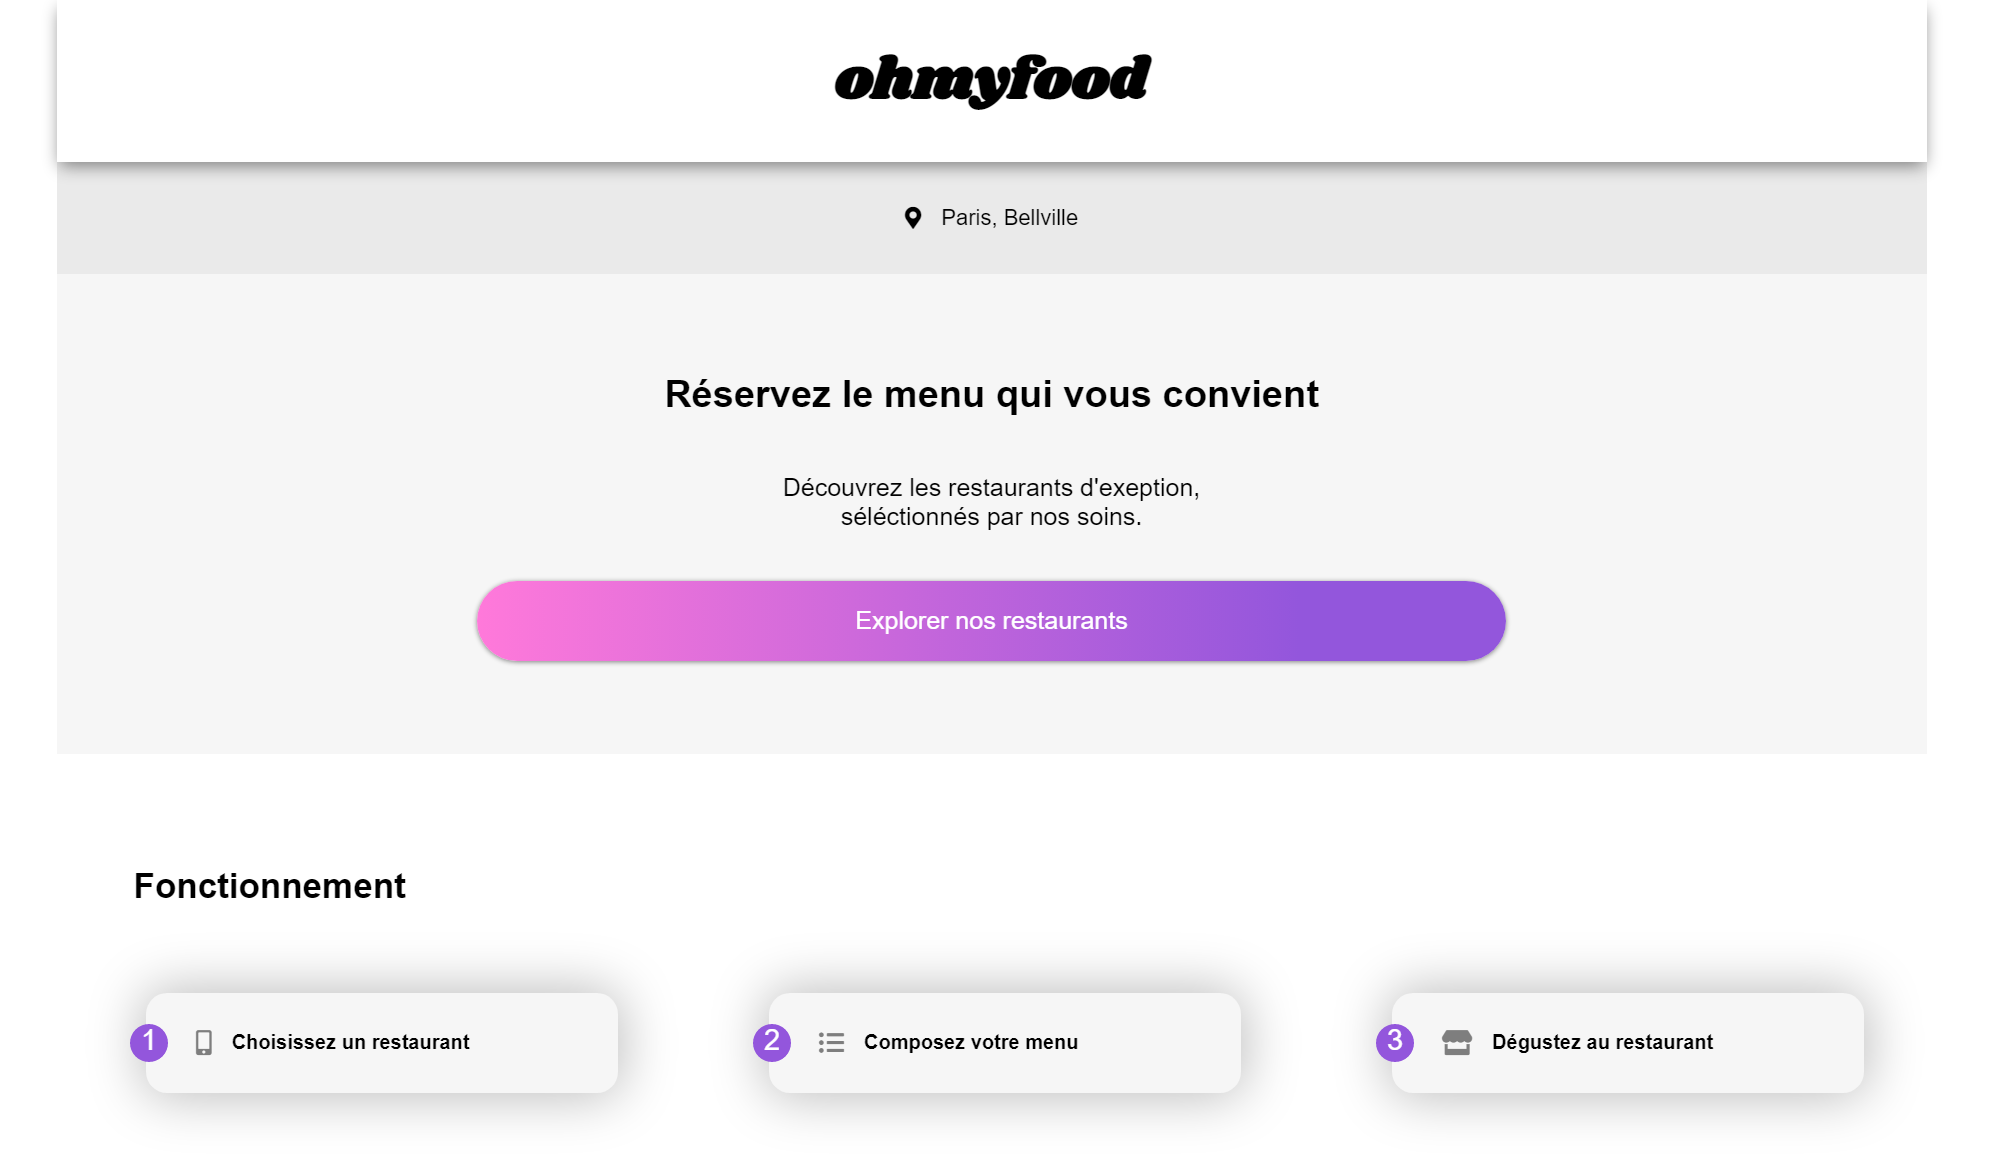 ohmyfood
Paris, Bellville
Réservez le menu qui vous convient
Découvrez les restaurants d'exeption,
séléctionnés par nos soins.
Explorer nos restaurants
Fonctionnement
1 Choisissez un restaurant
2 Composez votre menu
3 Dégustez au restaurant